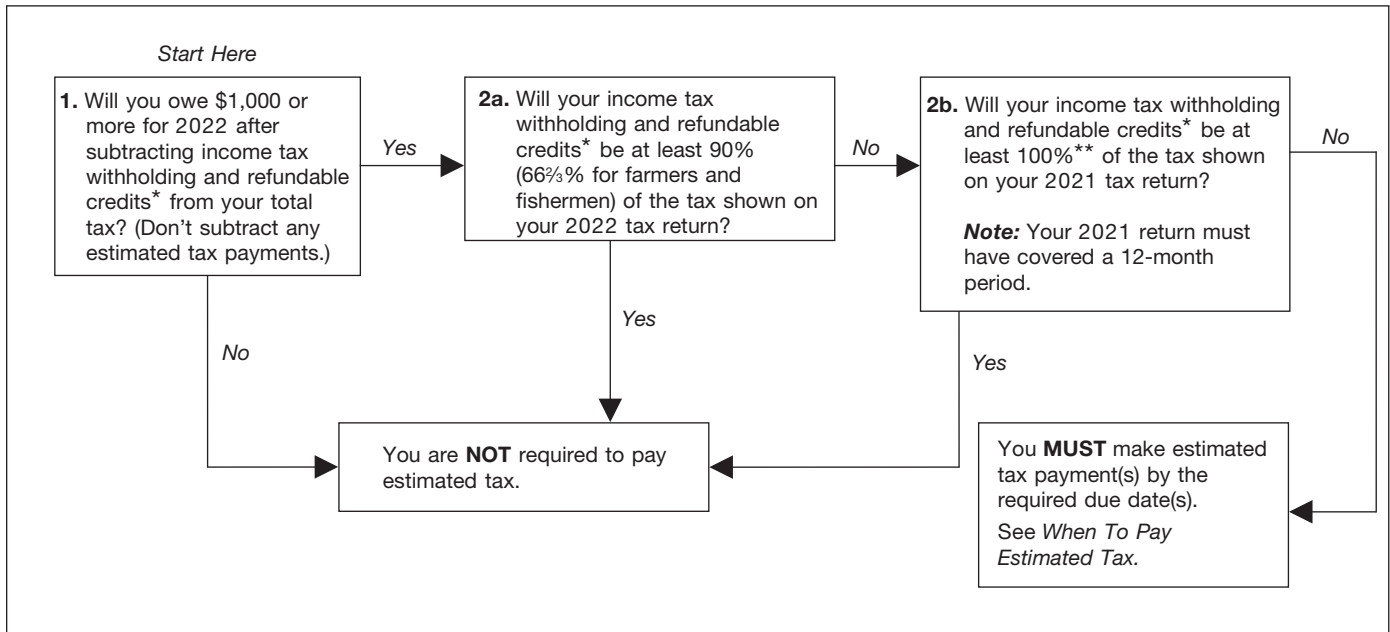 Start Here
1. Will you owe $1,000 or
more for 2022 after
subtracting income tax
withholding and refundable
credits* from your total
tax? (Don't subtract any
estimated tax payments.)
Yes
2a. Will your income tax
withholding and refundable
credits* be at least 90%
(66⅔% for farmers and
fishermen) of the tax shown on
your 2022 tax return?
No
2b. Will your income tax withholding
and refundable credits* be at
least 100%** of the tax shown
on your 2021 tax return?
Note: Your 2021 return must
have covered a 12-month
period.
No
No
Yes
Yes
You are NOT required to pay
estimated tax.
You MUST make estimated
tax payment(s) by the
required due date(s).
See When To Pay
Estimated Tax.